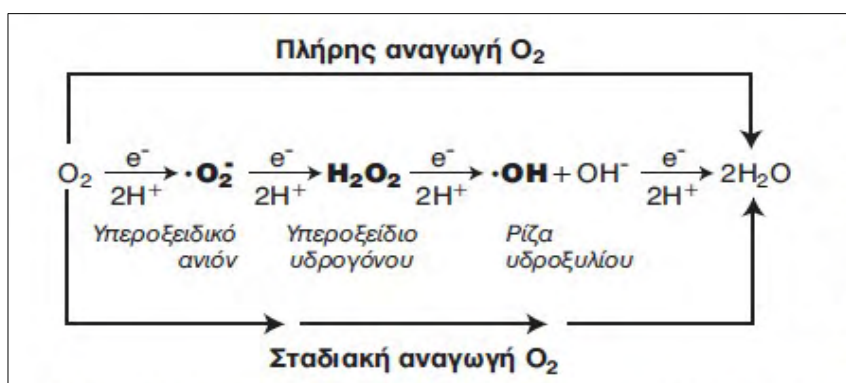 Πλήρης αναγωγή O₂
O₂ e⁻ 2H⁺ ·O₂⁻ e⁻ 2H⁺ H₂O₂ e⁻ 2H⁺ ·OH + OH⁻ e⁻ 2H⁺ 2H₂O
Υπεροξειδικό ανιόν
Υπεροξείδιο υδρογόνου
Ρίζα υδροξυλίου
Σταδιακή αναγωγή O₂